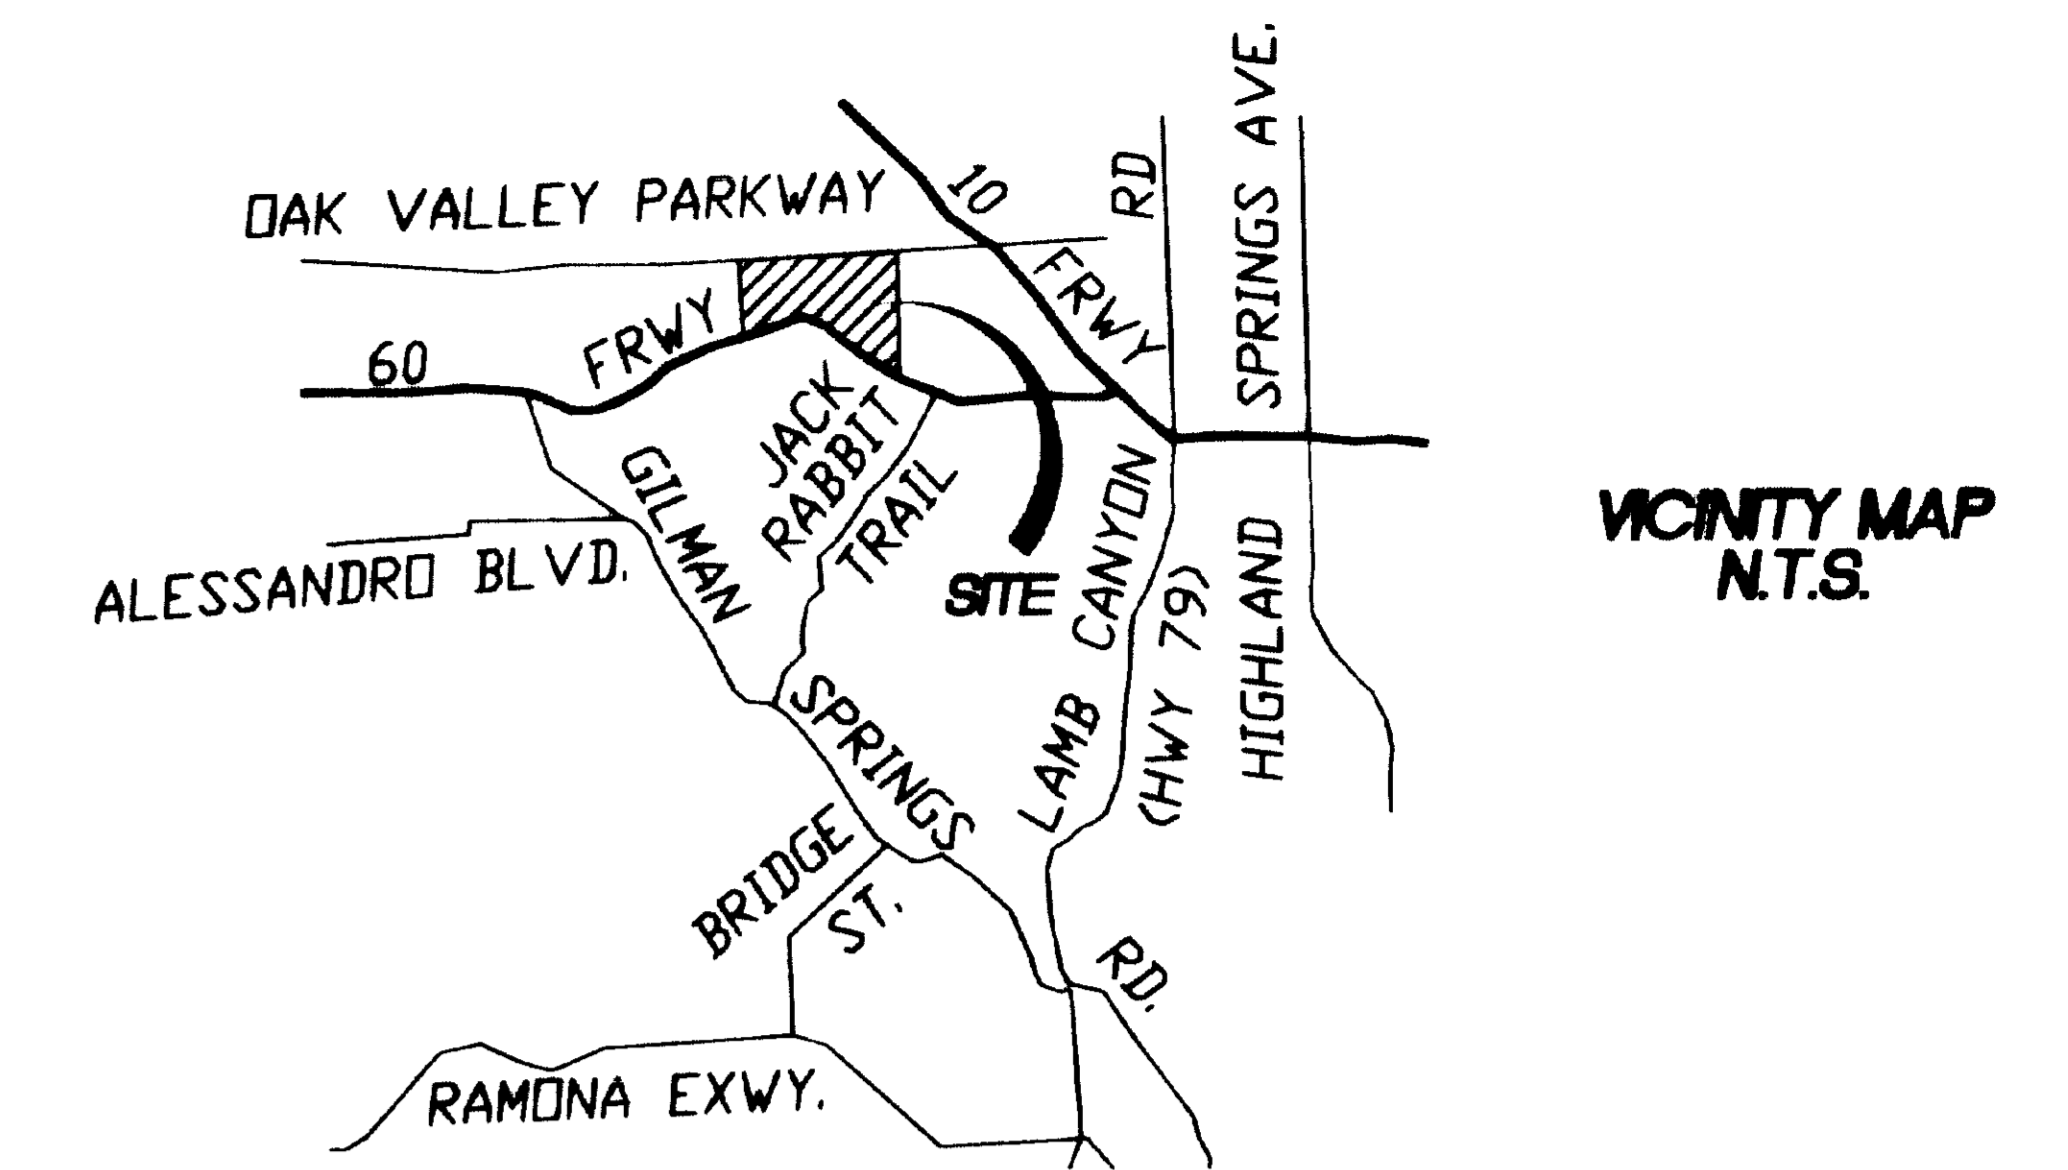 OAK VALLEY PARKWAY
10 FRWY
RD
HIGHLAND SPRINGS AVE.
60 FRWY
JACK
RABBIT
TRAIL
GILMAN SPRINGS RD.
ALESSANDRO BLVD.
SITE
LAMB CANYON
(HWY 79)
VICINITY MAP
N.T.S.
BRIDGE
ST.
RAMONA EXWY.